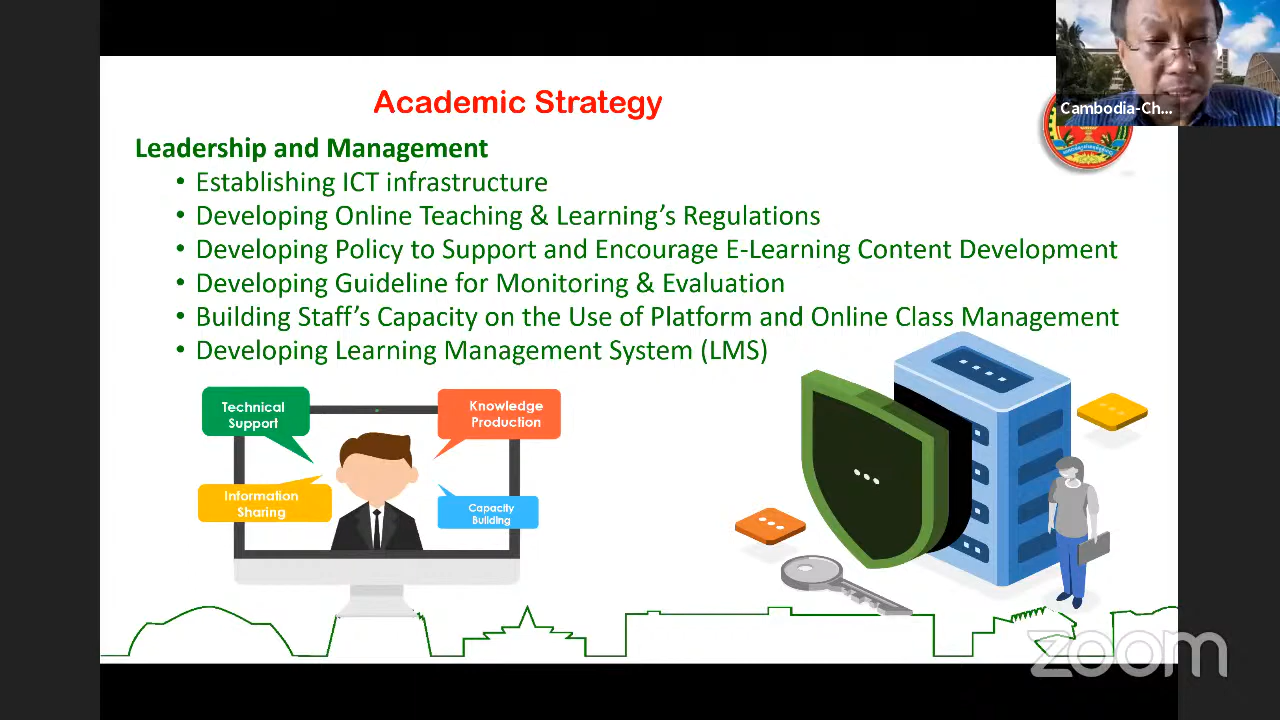 Academic Strategy
Cambodia-Ch...
Leadership and Management
• Establishing ICT infrastructure
• Developing Online Teaching & Learning's Regulations
• Developing Policy to Support and Encourage E-Learning Content Development
• Developing Guideline for Monitoring & Evaluation
• Building Staff's Capacity on the Use of Platform and Online Class Management
• Developing Learning Management System (LMS)
Technical
Support
Knowledge
Production
Information
Sharing
Capacity
Building
zoom